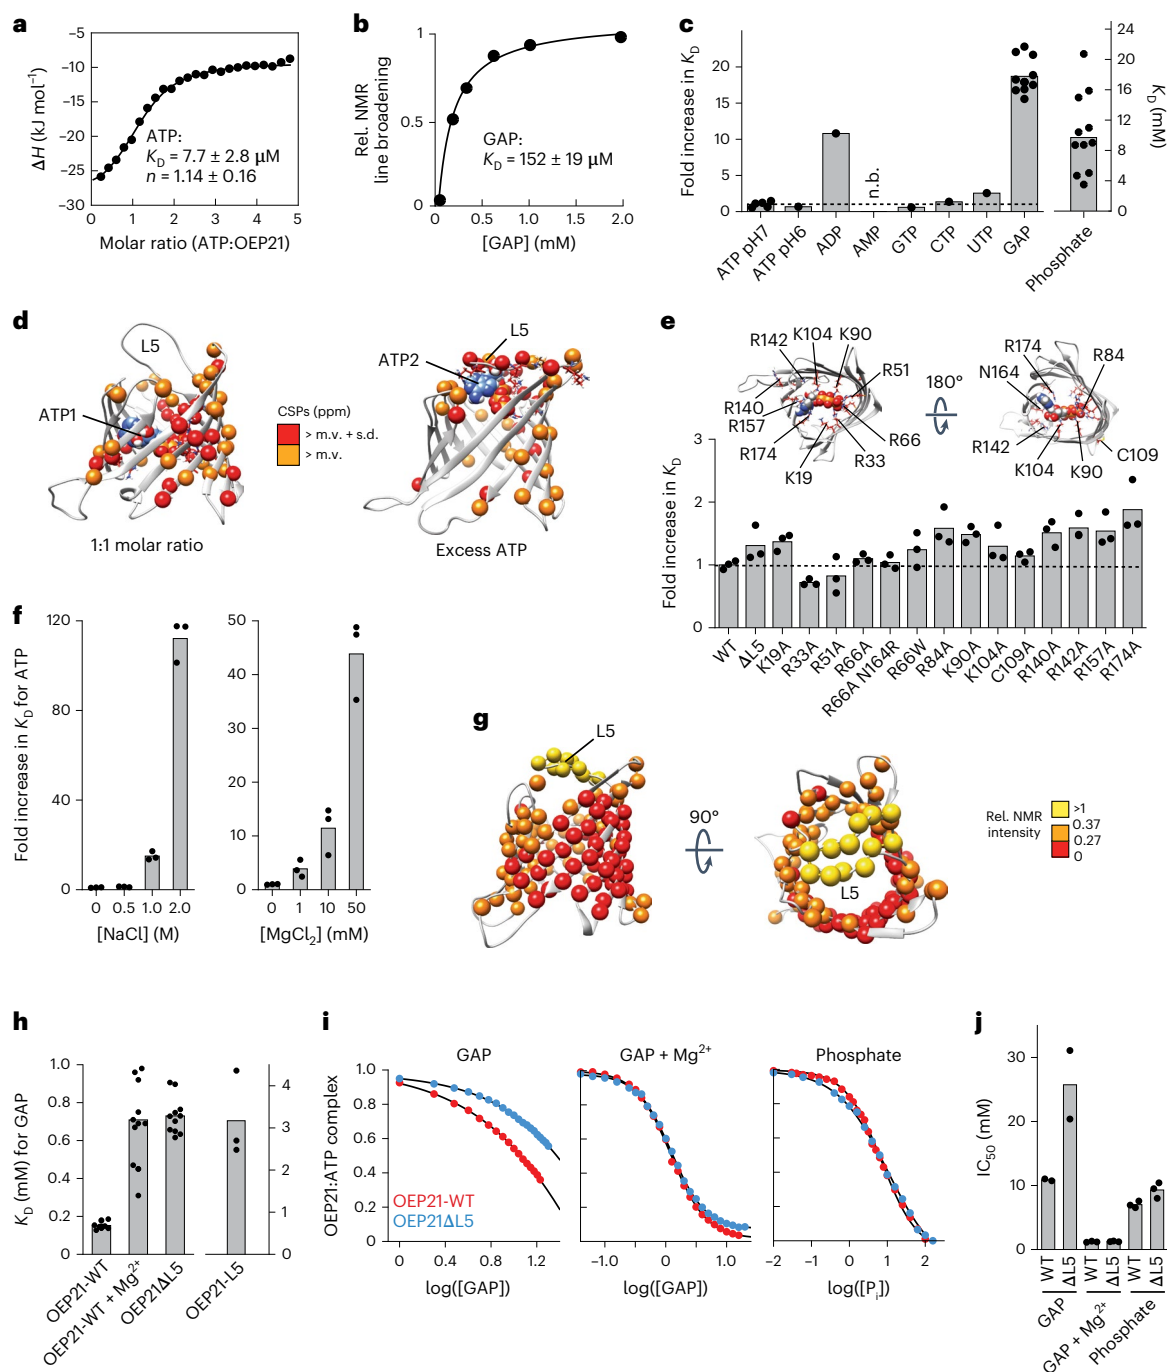 a
ΔH (kJ mol⁻¹)
−5
−10
−15
−20
−25
−30
ATP:
K_D = 7.7 ± 2.8 μM
n = 1.14 ± 0.16
0 1 2 3 4 5
Molar ratio (ATP:OEP21)
b
Rel. NMR
line broadening
1
0.5
0
GAP:
K_D = 152 ± 19 μM
0 0.5 1.0 2.0
[GAP] (mM)
c
Fold increase in K_D
20
15
10
5
0
n.b.
ATP pH7
ATP pH6
ADP
AMP
GTP
CTP
UTP
GAP
Phosphate
24
20
16
12
8
4
0
K_D (mM)
d
L5
ATP1
1:1 molar ratio
CSPs (ppm)
> m.v. + s.d.
> m.v.
L5
ATP2
Excess ATP
e
R142 K104 K90
R51
R140
R157
R174
K19
R33
R66
180°
R174
N164
R84
R142
K104
K90
C109
Fold increase in K_D
3
2
1
0
WT
ΔL5
K19A
R33A
R51A
R66A
R66A N164R
R66W
R84A
K90A
K104A
C109A
R140A
R142A
R157A
R174A
f
Fold increase in K_D for ATP
120
80
40
0
0 0.5 1.0 2.0
[NaCl] (M)
50
40
30
20
10
0
0 1 10 50
[MgCl₂] (mM)
g
L5
90°
L5
Rel. NMR
intensity
>1
0.37
0.27
0
h
K_D (mM) for GAP
1.0
0.8
0.6
0.4
0.2
0
OEP21-WT
OEP21-WT + Mg²⁺
OEP21ΔL5
OEP21-L5
4
3
2
1
0
i
OEP21:ATP complex
GAP
1.0
0.8
0.6
0.4
0.2
0
OEP21-WT
OEP21ΔL5
0 0.4 0.8 1.2
log([GAP])
GAP + Mg²⁺
−1.0 0 1.0
log([GAP])
Phosphate
−2 −1 0 1 2
log([Pᵢ])
j
IC₅₀ (mM)
30
20
10
0
WT
ΔL5
WT
ΔL5
WT
ΔL5
GAP
GAP + Mg²⁺
Phosphate